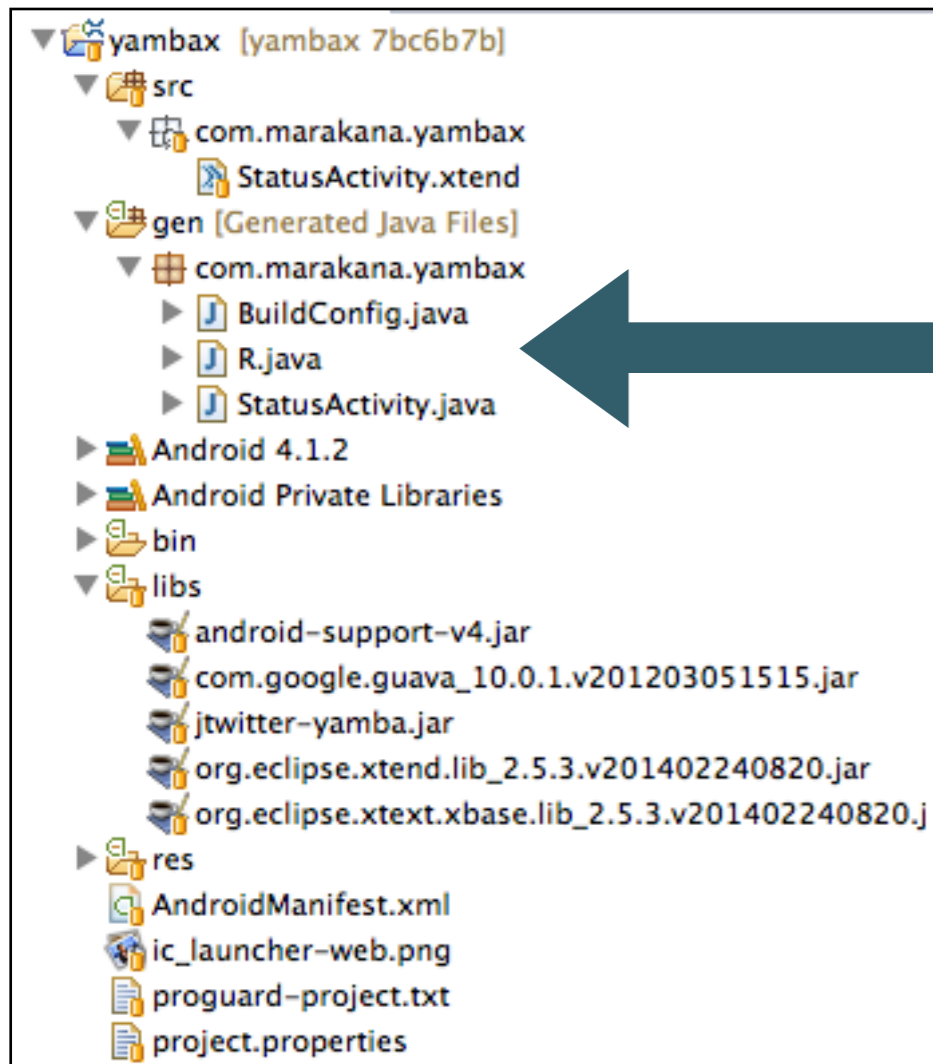 yambax [yambax 7bc6b7b]
src
com.marakana.yambax
StatusActivity.xtend
gen [Generated Java Files]
com.marakana.yambax
BuildConfig.java
R.java
StatusActivity.java
Android 4.1.2
Android Private Libraries
bin
libs
android-support-v4.jar
com.google.guava_10.0.1.v201203051515.jar
jtwitter-yamba.jar
org.eclipse.xtend.lib_2.5.3.v201402240820.jar
org.eclipse.xtext.xbase.lib_2.5.3.v201402240820.j
res
AndroidManifest.xml
ic_launcher-web.png
proguard-project.txt
project.properties